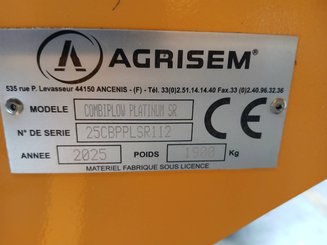 AGRISEM®
535 rue P. Levasseur 44150 ANCENIS - (F) - Tél. 33(0)2.51.14.14.40 Fax.33 (0)2.40.96.32.36
MODELE COMBIPLOW PLATINUM SR
N° DE SERIE 25CBPPLSR112 CE
ANNEE 2025 POIDS 1900 Kg
MATERIEL FABRIQUE SOUS LICENCE